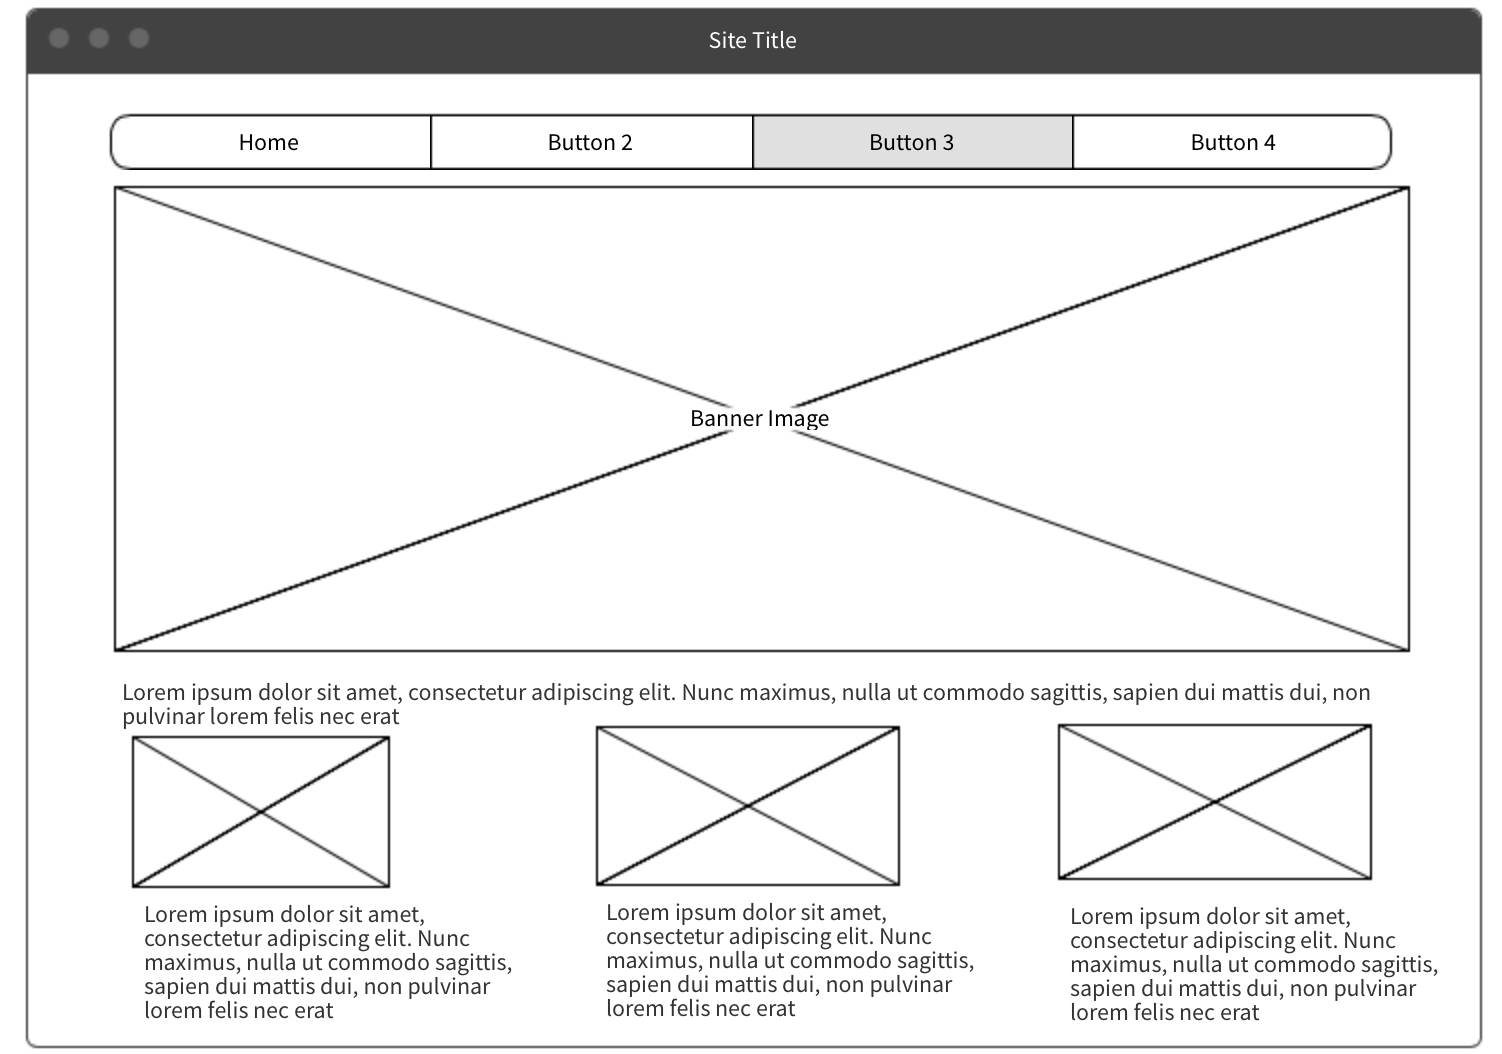 Site Title
Home
Button 2
Button 3
Button 4
Banner Image
Lorem ipsum dolor sit amet, consectetur adipiscing elit. Nunc maximus, nulla ut commodo sagittis, sapien dui mattis dui, non
pulvinar lorem felis nec erat
Lorem ipsum dolor sit amet,
consectetur adipiscing elit. Nunc
maximus, nulla ut commodo sagittis,
sapien dui mattis dui, non pulvinar
lorem felis nec erat
Lorem ipsum dolor sit amet,
consectetur adipiscing elit. Nunc
maximus, nulla ut commodo sagittis,
sapien dui mattis dui, non pulvinar
lorem felis nec erat
Lorem ipsum dolor sit amet,
consectetur adipiscing elit. Nunc
maximus, nulla ut commodo sagittis,
sapien dui mattis dui, non pulvinar
lorem felis nec erat